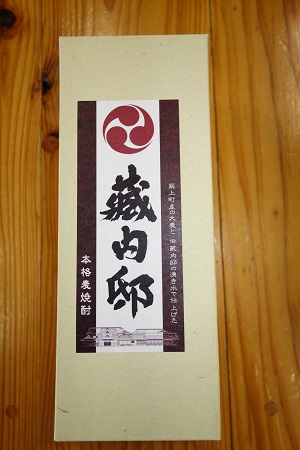 築上町産の大麦と 旧蔵内邸の湧き水で仕上げた
藏内邸
本格麦焼酎